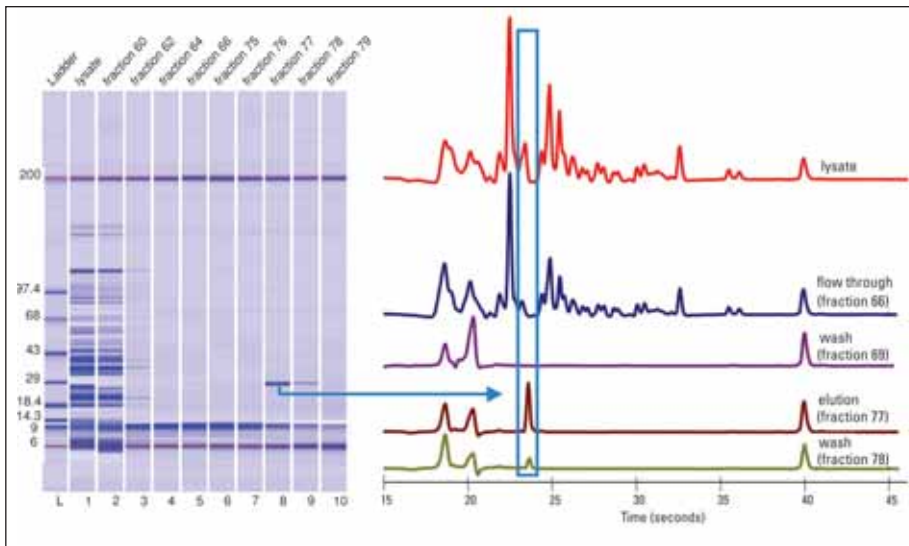 Ladder
lysate
fraction 60
fraction 62
fraction 64
fraction 66
fraction 75
fraction 76
fraction 77
fraction 78
fraction 79
200
97.4
68
43
29
18.4
14.3
9
6
L 1 2 3 4 5 6 7 8 9 10
lysate
flow through
(fraction 66)
wash
(fraction 69)
elution
(fraction 77)
wash
(fraction 78)
15 20 25 30 35 40 45
Time (seconds)